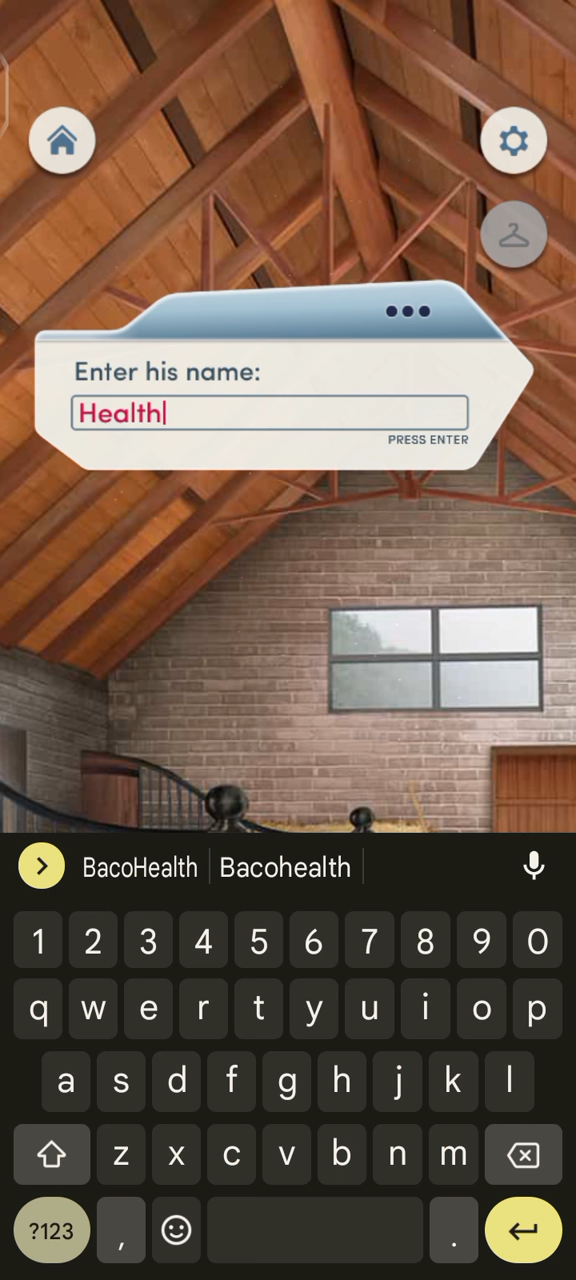 Enter his name:
Health
PRESS ENTER
BacoHealth Bacohealth
1 2 3 4 5 6 7 8 9 0
q w e r t y u i o p
a s d f g h j k l
z x c v b n m
?123 , .